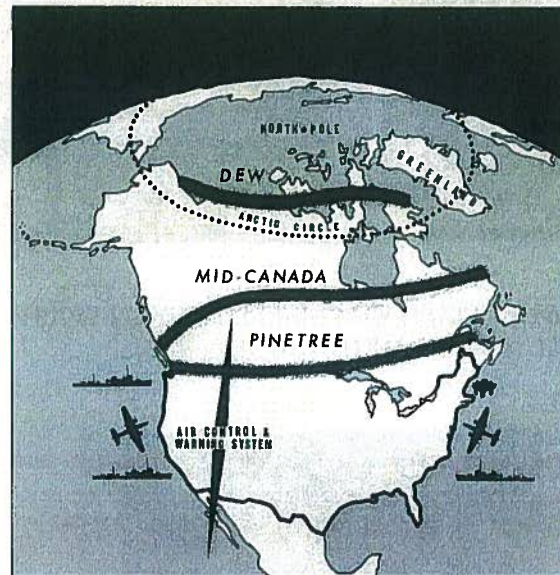 NORTH POLE
GREENLAND
DEW
ARCTIC CIRCLE
MID-CANADA
PINETREE
AIR CONTROL &
WARNING SYSTEM